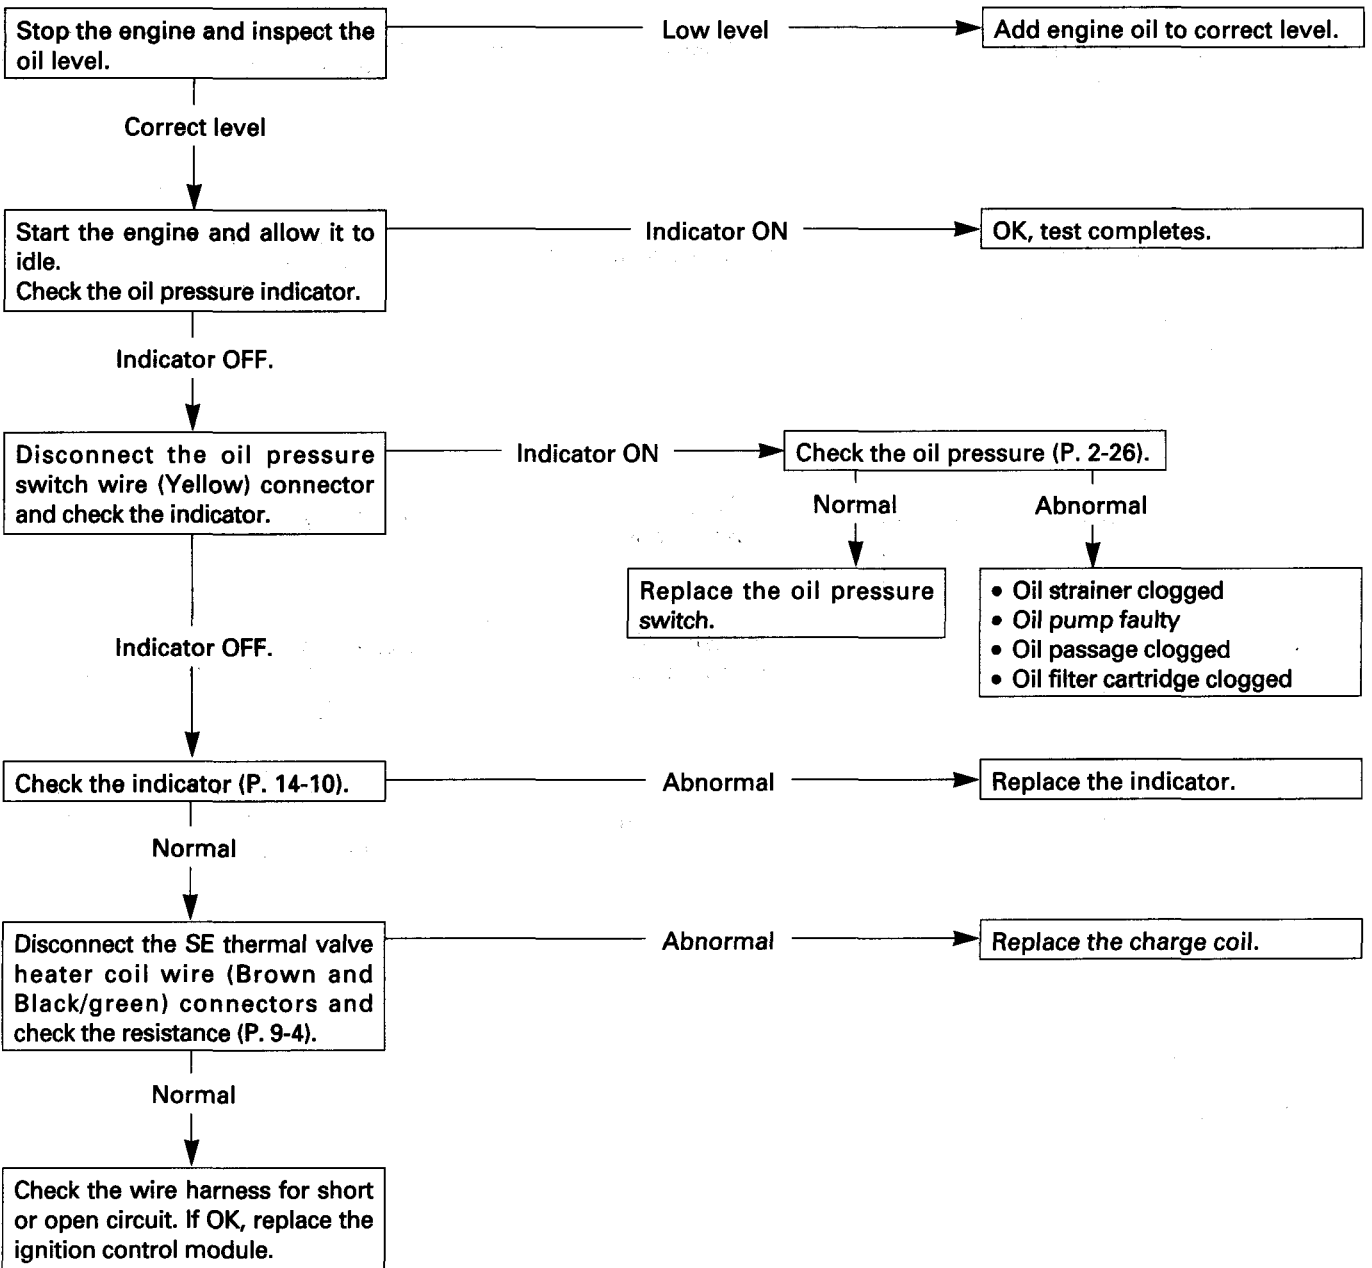 Stop the engine and inspect the
oil level.
Low level
Add engine oil to correct level.
Correct level
Start the engine and allow it to
idle.
Check the oil pressure indicator.
Indicator ON
OK, test completes.
Indicator OFF.
Disconnect the oil pressure
switch wire (Yellow) connector
and check the indicator.
Indicator ON
Check the oil pressure (P. 2-26).
Normal
Abnormal
Replace the oil pressure
switch.
• Oil strainer clogged
• Oil pump faulty
• Oil passage clogged
• Oil filter cartridge clogged
Indicator OFF.
Check the indicator (P. 14-10).
Abnormal
Replace the indicator.
Normal
Disconnect the SE thermal valve
heater coil wire (Brown and
Black/green) connectors and
check the resistance (P. 9-4).
Abnormal
Replace the charge coil.
Normal
Check the wire harness for short
or open circuit. If OK, replace the
ignition control module.